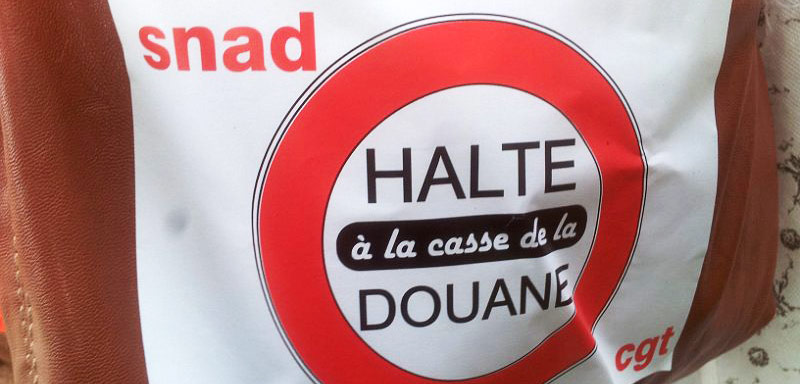 snad
HALTE
à la casse de la
DOUANE
cgt